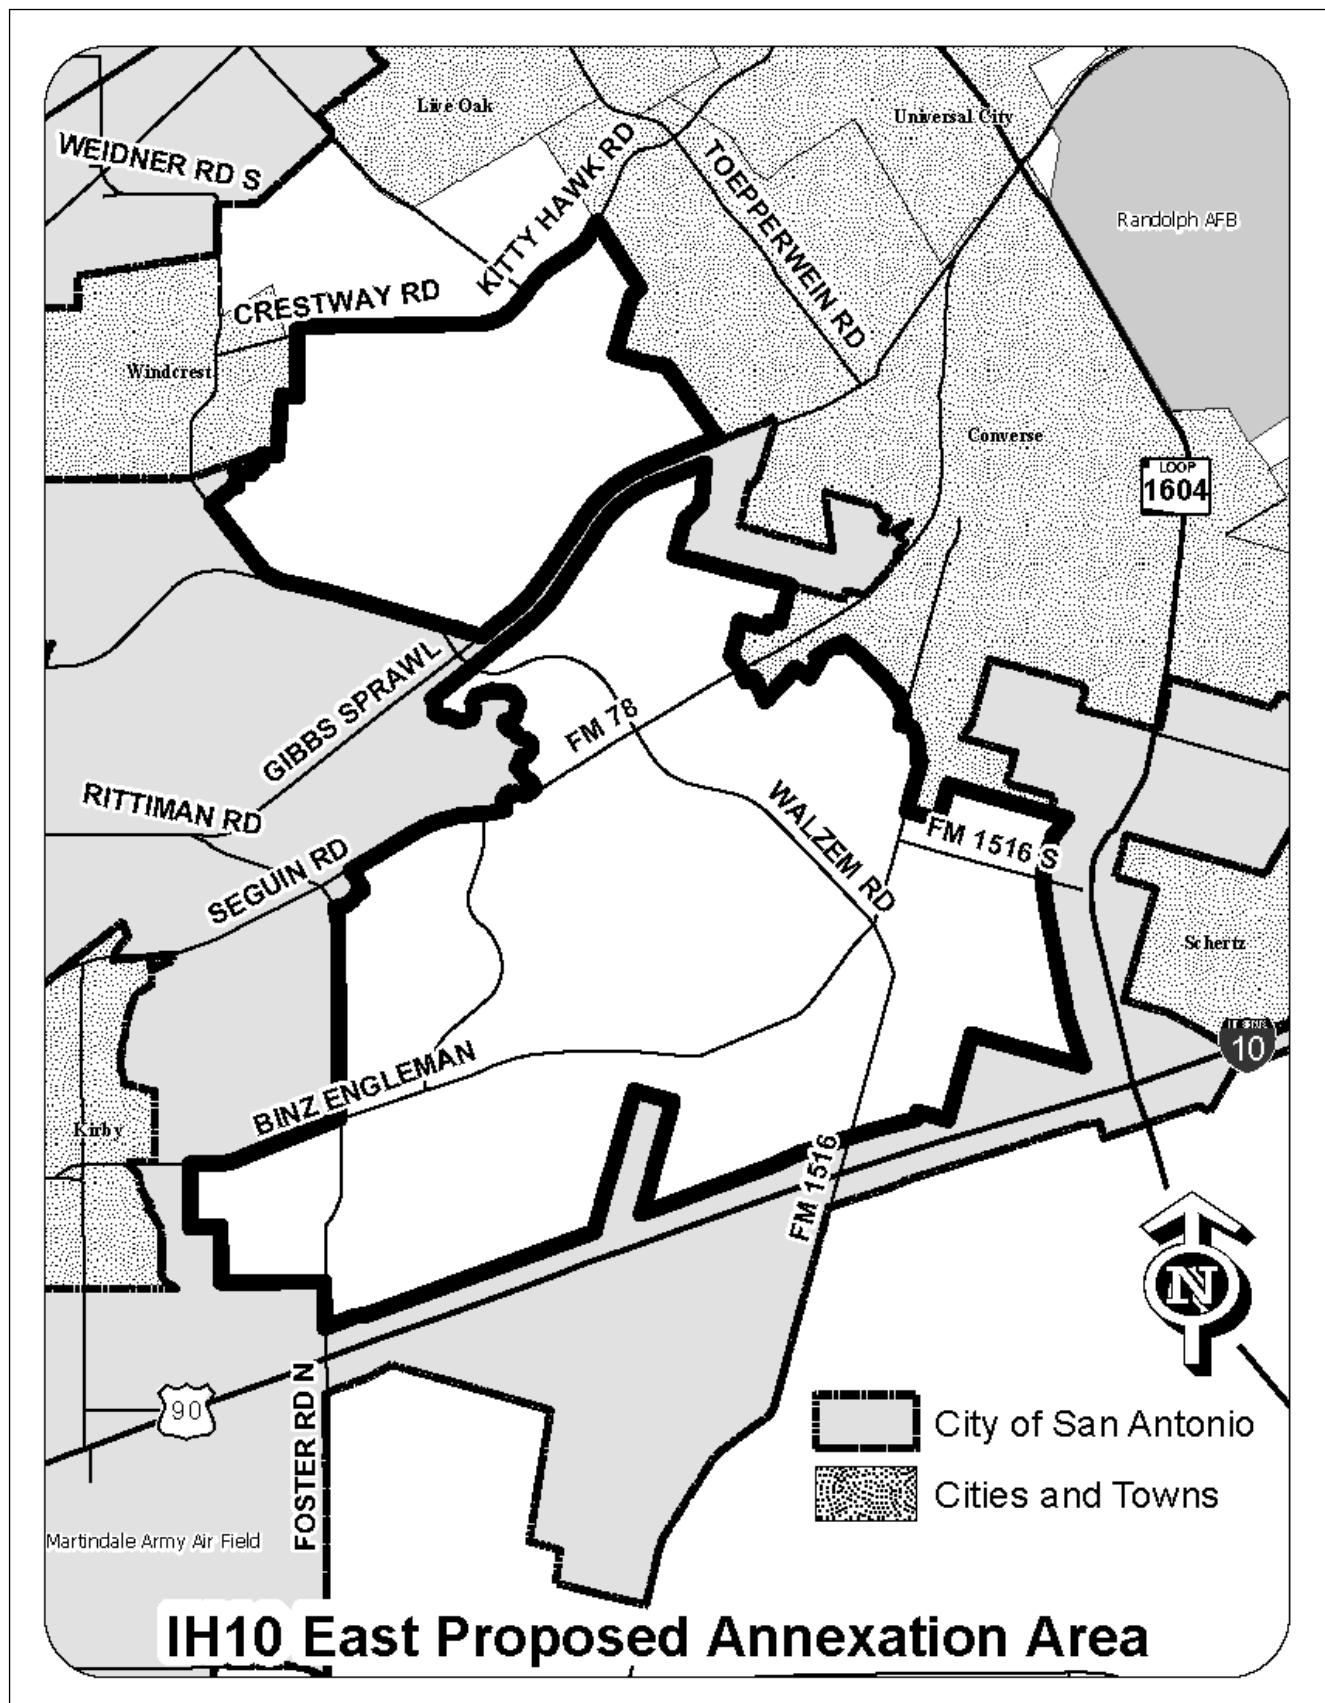 Live Oak
Universal City
WEIDNER RD S
KITTY HAWK RD
TOEPPERWEIN RD
Randolph AFB
CRESTWAY RD
Windcrest
Converse
LOOP
1604
GIBBS SPRAWL
FM 78
RITTIMAN RD
WALZEM RD
FM 1516 S
SEGUIN RD
Schertz
10
BINZ ENGLEMAN
Kirby
FM 1516
N
90
FOSTER RD N
City of San Antonio
Cities and Towns
Martindale Army Air Field
IH10 East Proposed Annexation Area